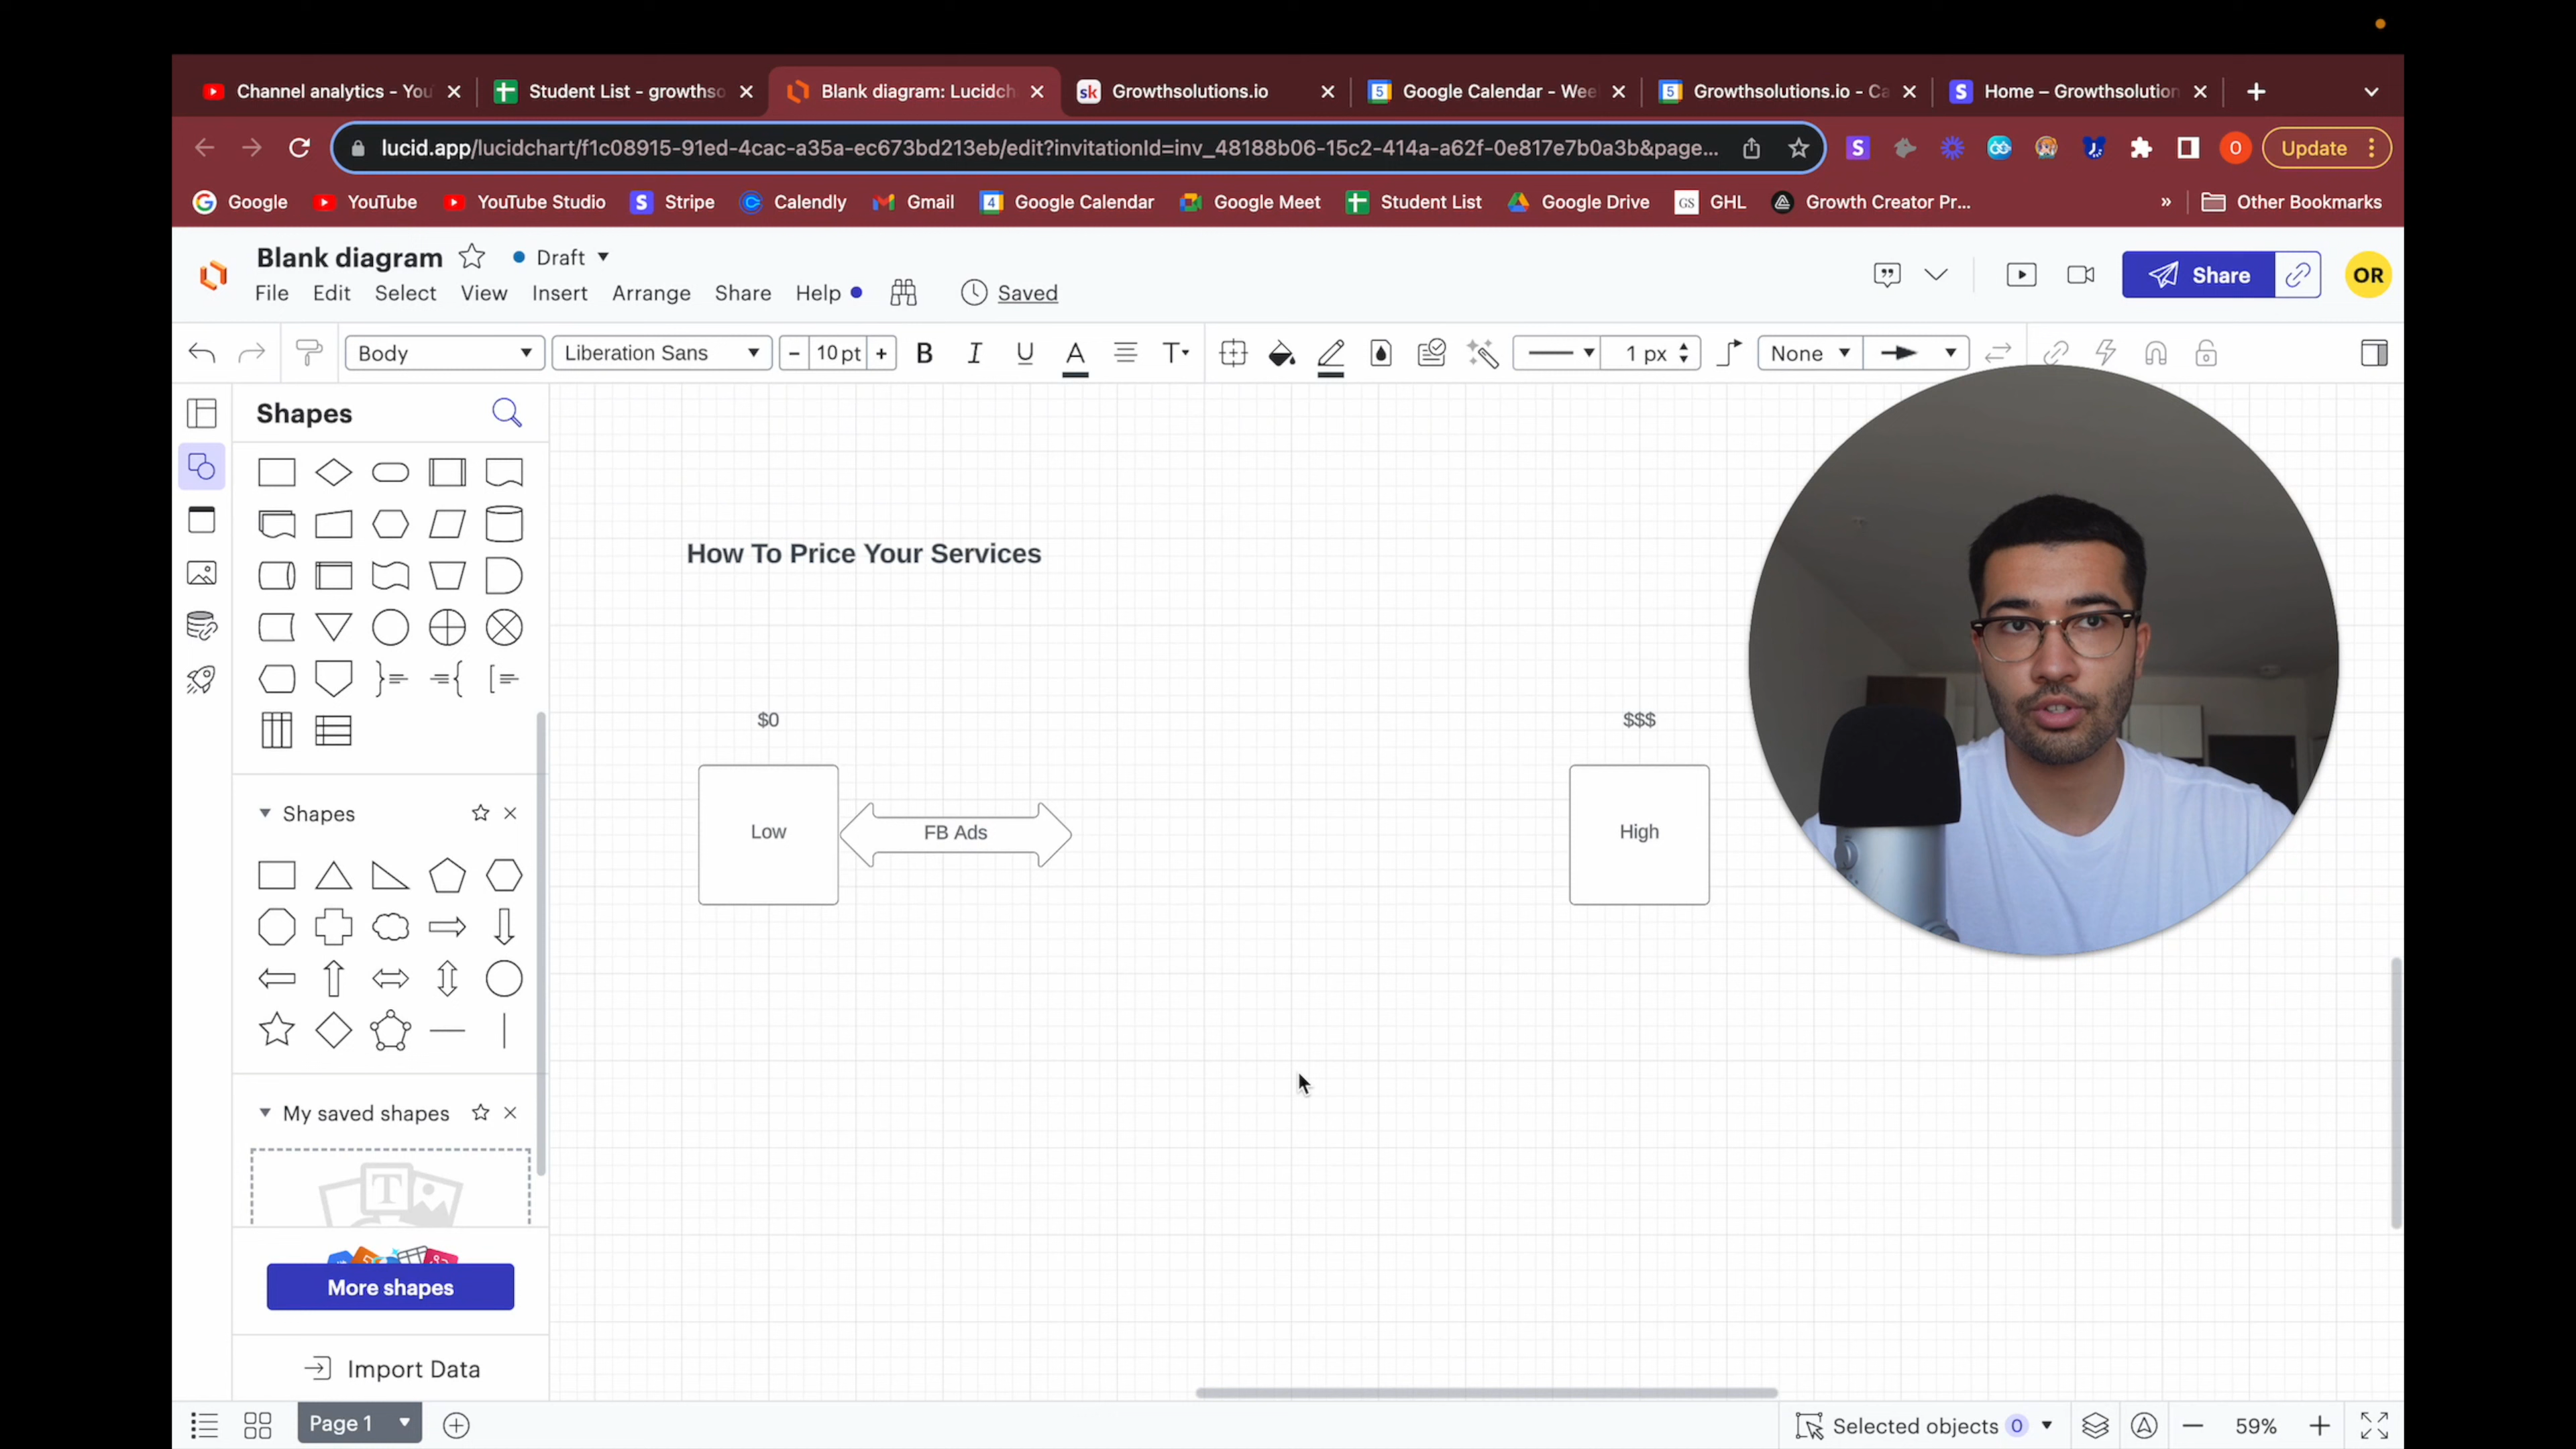 Channel analytics - You
Student List - growthso
Blank diagram: Lucidch
sk Growthsolutions.io
5 Google Calendar - Wee
5 Growthsolutions.io - Ca
S Home – Growthsolution
lucid.app/lucidchart/f1c08915-91ed-4cac-a35a-ec673bd213eb/edit?invitationId=inv_48188b06-15c2-414a-a62f-0e817e7b0a3b&page...
S O Update
Google YouTube YouTube Studio S Stripe Calendly Gmail 4 Google Calendar Google Meet Student List Google Drive GS GHL Growth Creator Pr... » Other Bookmarks
Blank diagram Draft
File Edit Select View Insert Arrange Share Help Saved
Share OR
Body Liberation Sans - 10 pt + B I U A T 1 px None
Shapes
How To Price Your Services
$0
$$$
Low
FB Ads
High
Shapes
My saved shapes
T
More shapes
Import Data
Page 1
Selected objects 0
59%